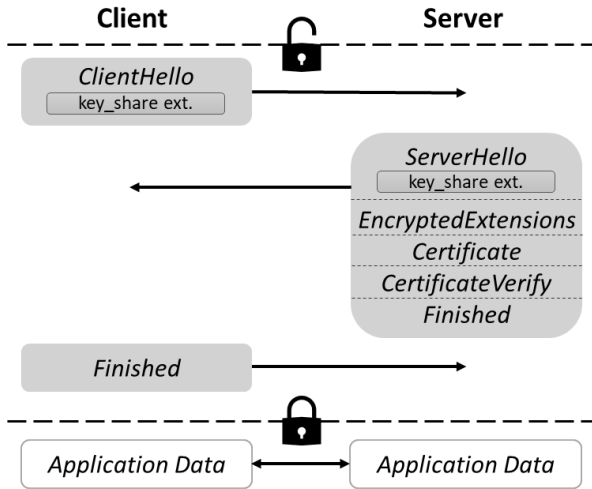 Client
Server
ClientHello
key_share ext.
ServerHello
key_share ext.
EncryptedExtensions
Certificate
CertificateVerify
Finished
Finished
Application Data
Application Data